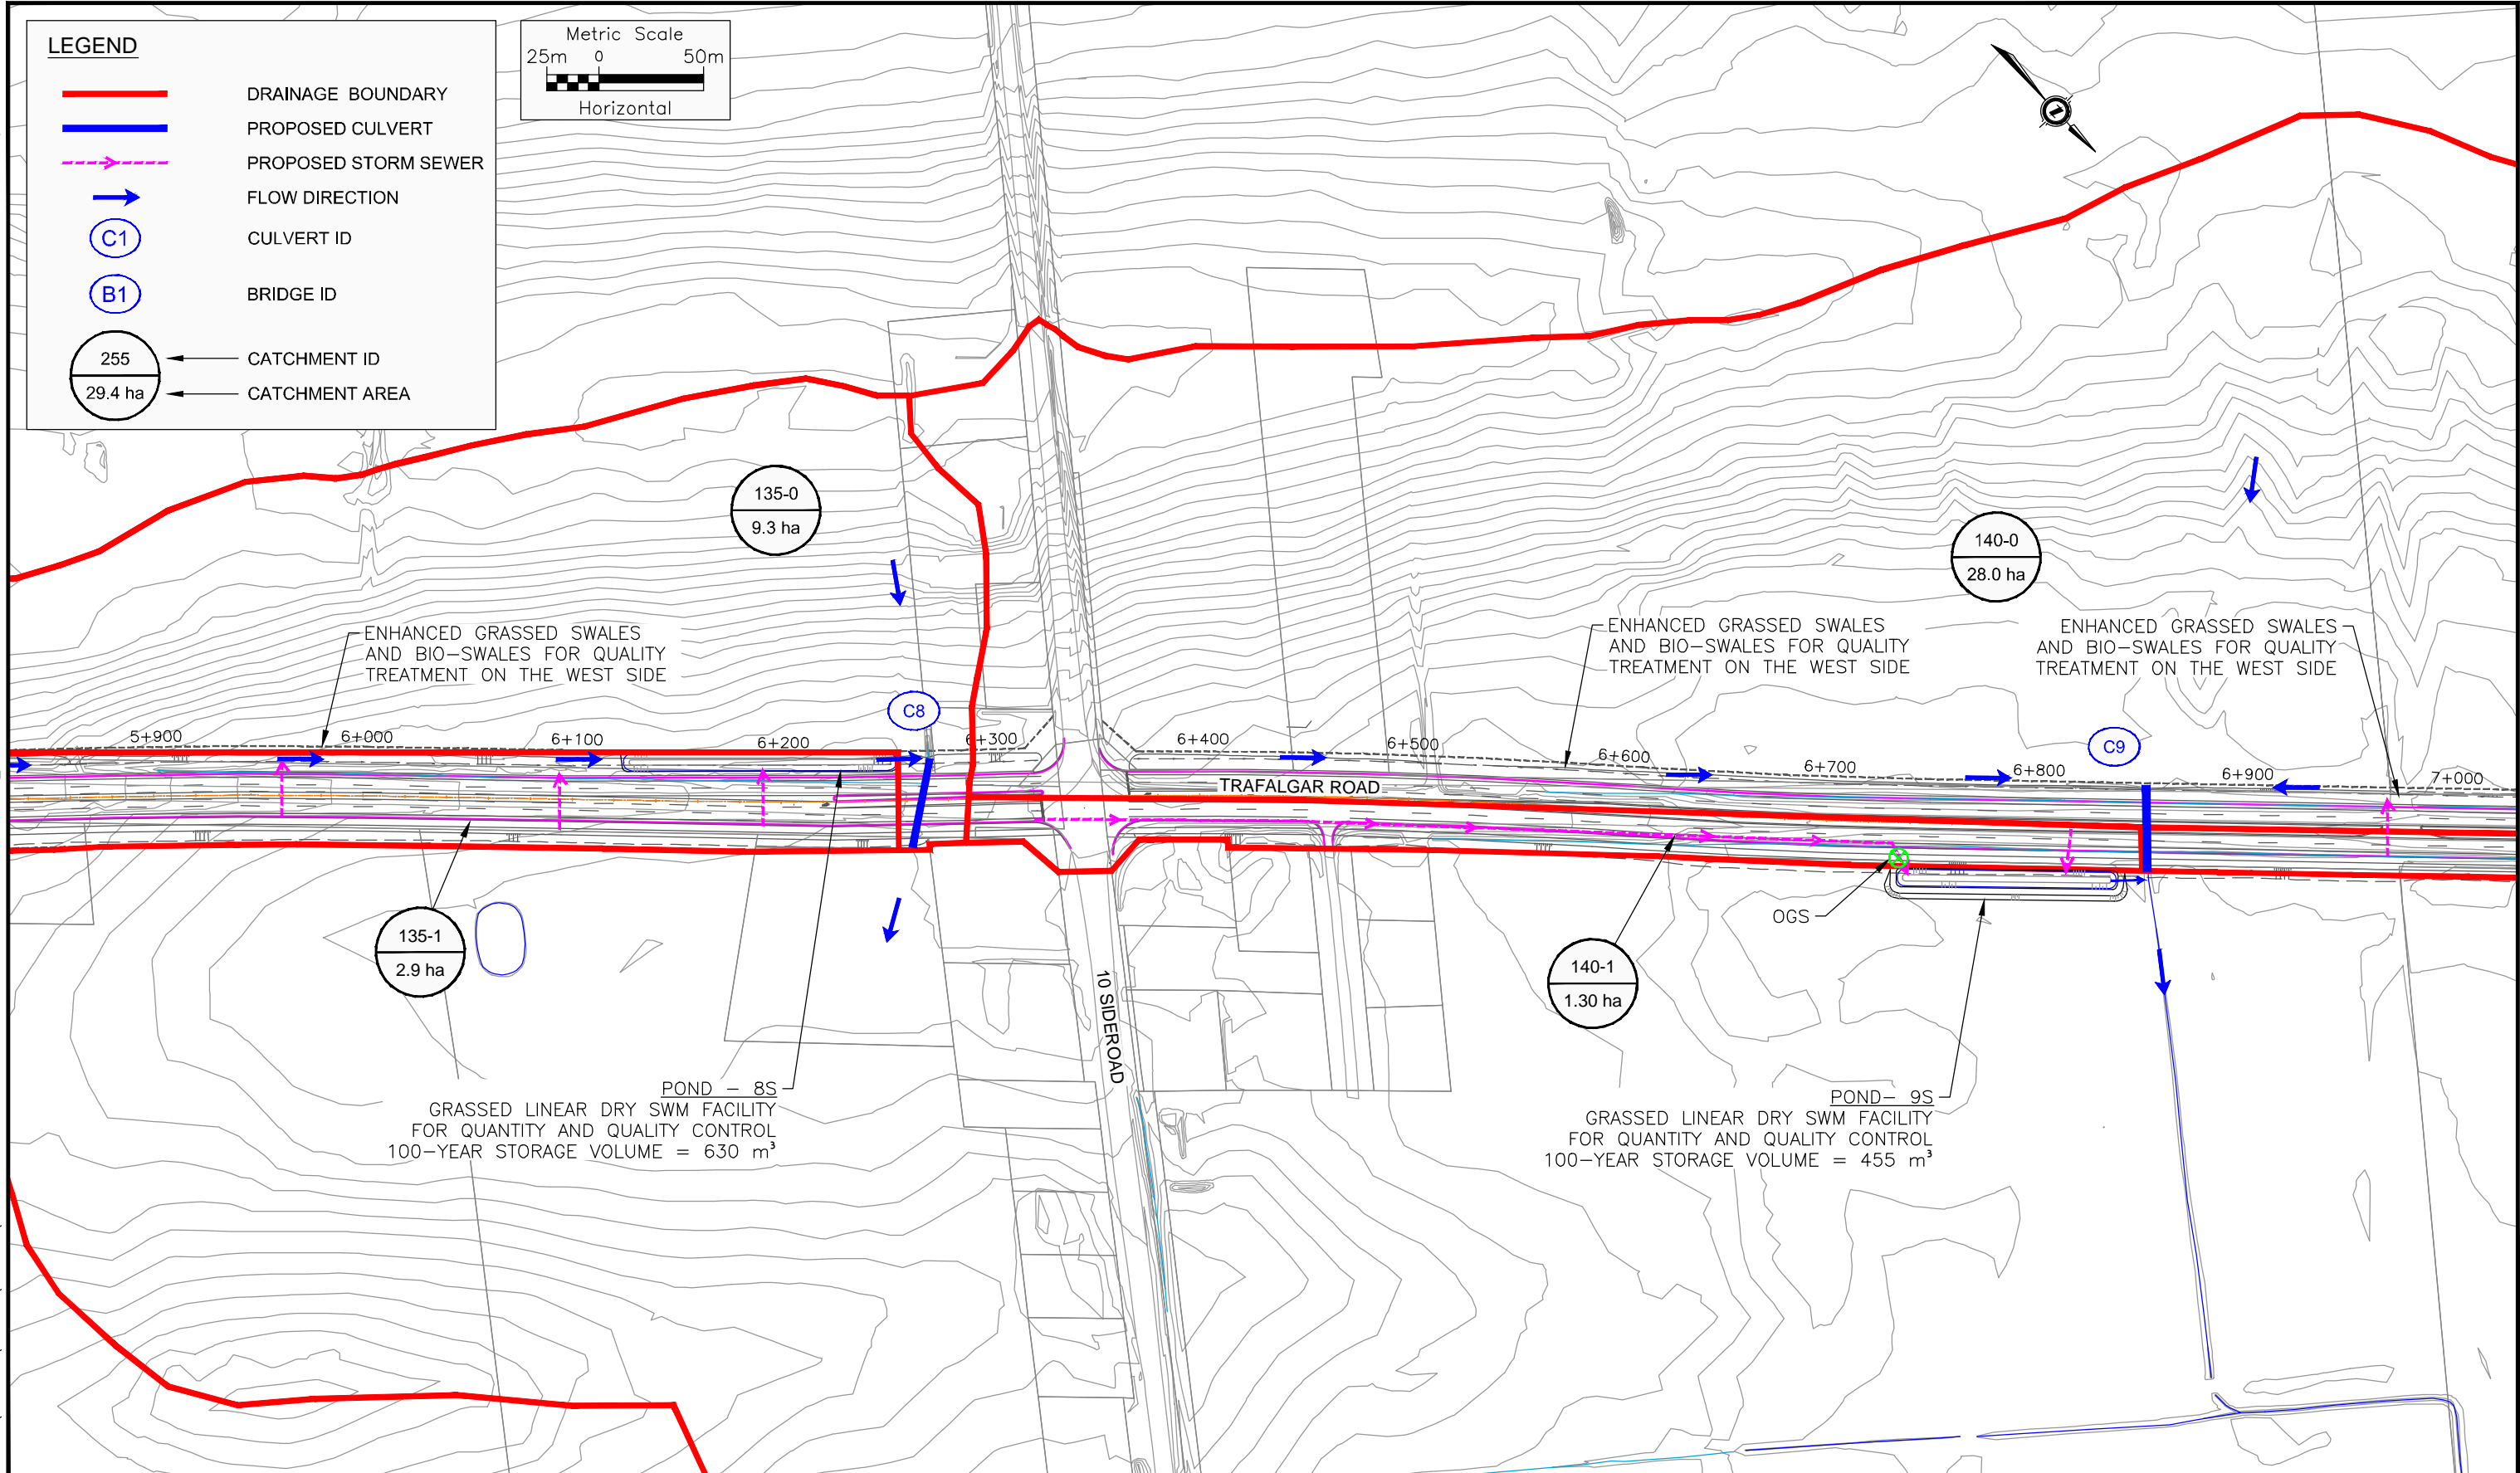 LEGEND
DRAINAGE BOUNDARY
PROPOSED CULVERT
PROPOSED STORM SEWER
FLOW DIRECTION
C1
CULVERT ID
B1
BRIDGE ID
255
CATCHMENT ID
29.4 ha
CATCHMENT AREA
Metric Scale
25m 0 50m
Horizontal
135-0
9.3 ha
140-0
28.0 ha
ENHANCED GRASSED SWALES
AND BIO-SWALES FOR QUALITY
TREATMENT ON THE WEST SIDE
ENHANCED GRASSED SWALES
AND BIO-SWALES FOR QUALITY
TREATMENT ON THE WEST SIDE
ENHANCED GRASSED SWALES
AND BIO-SWALES FOR QUALITY
TREATMENT ON THE WEST SIDE
C8
C9
5+900
6+000
6+100
6+200
6+300
6+400
6+500
6+600
6+700
6+800
6+900
7+000
TRAFALGAR ROAD
10 SIDEROAD
135-1
2.9 ha
OGS
140-1
1.30 ha
POND - 8S
GRASSED LINEAR DRY SWM FACILITY
FOR QUANTITY AND QUALITY CONTROL
100-YEAR STORAGE VOLUME = 630 m³
POND- 9S
GRASSED LINEAR DRY SWM FACILITY
FOR QUANTITY AND QUALITY CONTROL
100-YEAR STORAGE VOLUME = 455 m³